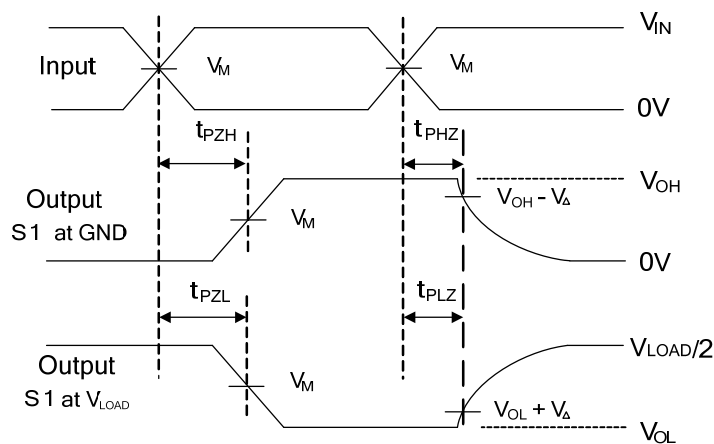 V_IN
Input
V_M
V_M
0V
t_PZH
t_PHZ
Output
S1 at GND
V_M
V_OH
V_OH − V_Δ
0V
t_PZL
t_PLZ
Output
S1 at V_LOAD
V_M
V_LOAD/2
V_OL + V_Δ
V_OL